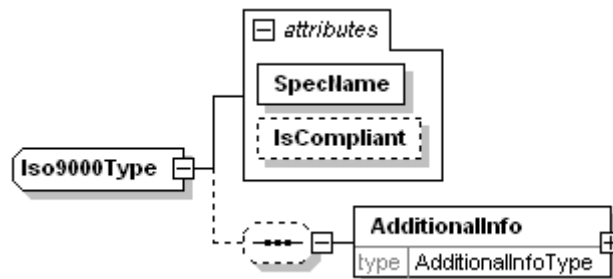 attributes
SpecName
IsCompliant
Iso9000Type
AdditionalInfo
type AdditionalInfoType